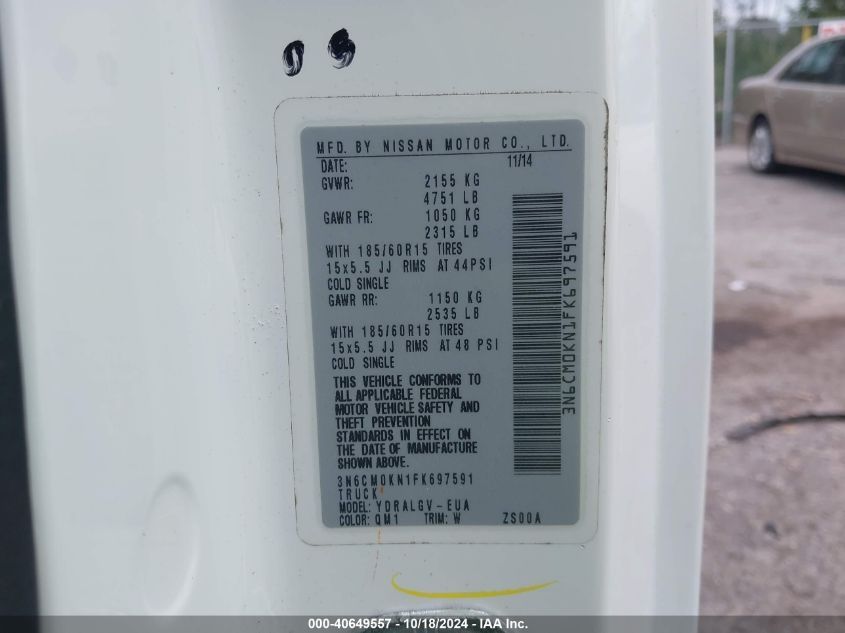 05
MFD. BY NISSAN MOTOR CO., LTD.
DATE: 11/14
GVWR: 2155 KG
4751 LB
GAWR FR: 1050 KG
2315 LB
WITH 185/60R15 TIRES
15x5.5 JJ RIMS AT 44PSI
COLD SINGLE
GAWR RR: 1150 KG
2535 LB
WITH 185/60R15 TIRES
15x5.5 JJ RIMS AT 48 PSI
COLD SINGLE
THIS VEHICLE CONFORMS TO
ALL APPLICABLE FEDERAL
MOTOR VEHICLE SAFETY AND
THEFT PREVENTION
STANDARDS IN EFFECT ON
THE DATE OF MANUFACTURE
SHOWN ABOVE.
3N6CM0KN1FK697591
TRUCK
MODEL: YDRALGV-EUA
COLOR: QM1 TRIM: W ZS00A
3N6CM0KN1FK697591
000-40649557 - 10/18/2024 - IAA Inc.